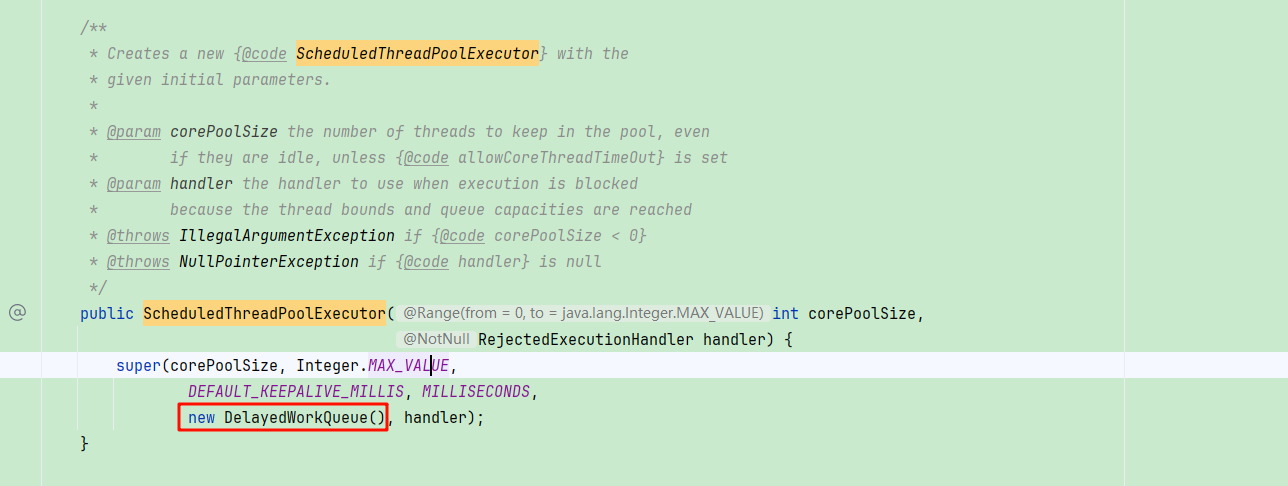 /**
* Creates a new {@code ScheduledThreadPoolExecutor} with the
* given initial parameters.
*
* @param corePoolSize the number of threads to keep in the pool, even
*        if they are idle, unless {@code allowCoreThreadTimeOut} is set
* @param handler the handler to use when execution is blocked
*        because the thread bounds and queue capacities are reached
* @throws IllegalArgumentException if {@code corePoolSize < 0}
* @throws NullPointerException if {@code handler} is null
*/
@ public ScheduledThreadPoolExecutor( @Range(from = 0, to = java.lang.Integer.MAX_VALUE) int corePoolSize,
@NotNull RejectedExecutionHandler handler) {
super(corePoolSize, Integer.MAX_VALUE,
DEFAULT_KEEPALIVE_MILLIS, MILLISECONDS,
new DelayedWorkQueue(), handler);
}